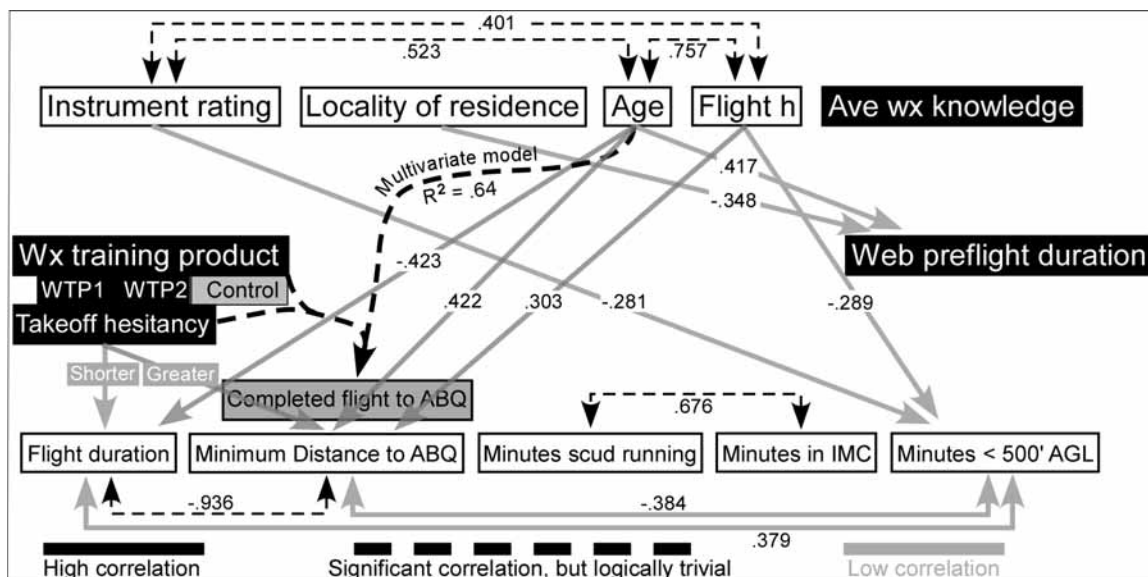 .401
.523
.757
Instrument rating
Locality of residence
Age
Flight h
Ave wx knowledge
Multivariate model
R² = .64
.417
-.348
Wx training product
WTP1 WTP2 Control
Takeoff hesitancy
Web preflight duration
-.423
.422
.303
-.281
-.289
Shorter
Greater
Completed flight to ABQ
.676
Flight duration
Minimum Distance to ABQ
Minutes scud running
Minutes in IMC
Minutes < 500' AGL
-.936
-.384
.379
High correlation
Significant correlation, but logically trivial
Low correlation